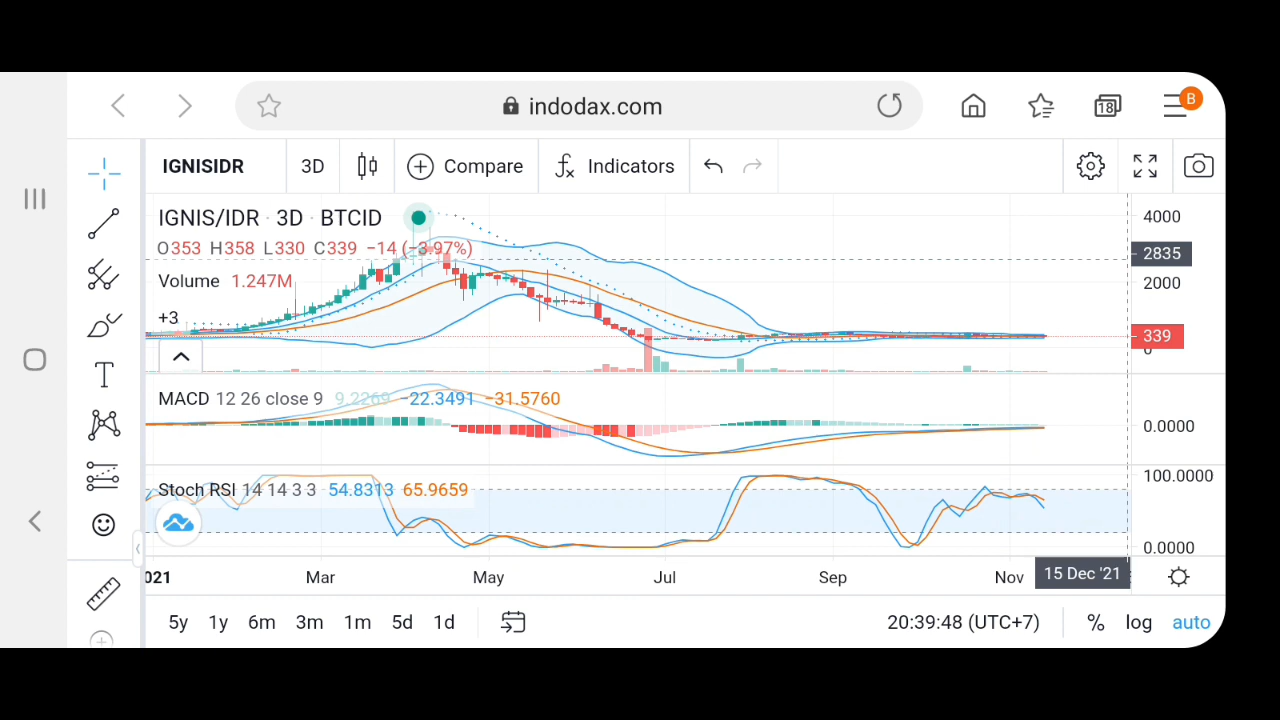 indodax.com
18
B
IGNISIDR
3D
Compare
Indicators
IGNIS/IDR · 3D · BTCID
O353 H358 L330 C339 −14 (−3.97%)
Volume 1.247M
+3
4000
2835
2000
339
0
MACD 12 26 close 9 9.2269 −22.3491 −31.5760
0.0000
Stoch RSI 14 14 3 3 54.8313 65.9659
100.0000
0.0000
2021 Mar May Jul Sep Nov 15 Dec '21
5y 1y 6m 3m 1m 5d 1d
20:39:48 (UTC+7) % log auto